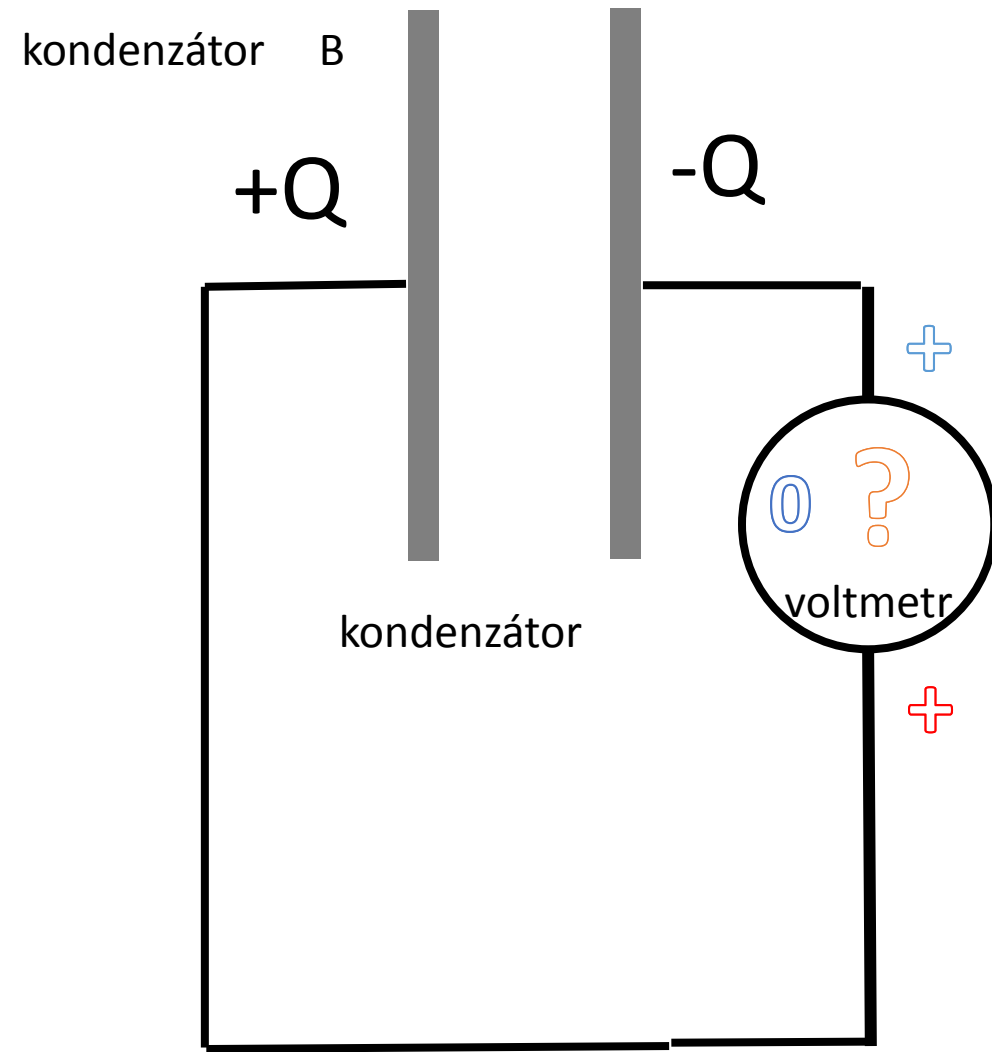 kondenzátor B
+Q
-Q
+
0 ?
voltmetr
kondenzátor
+